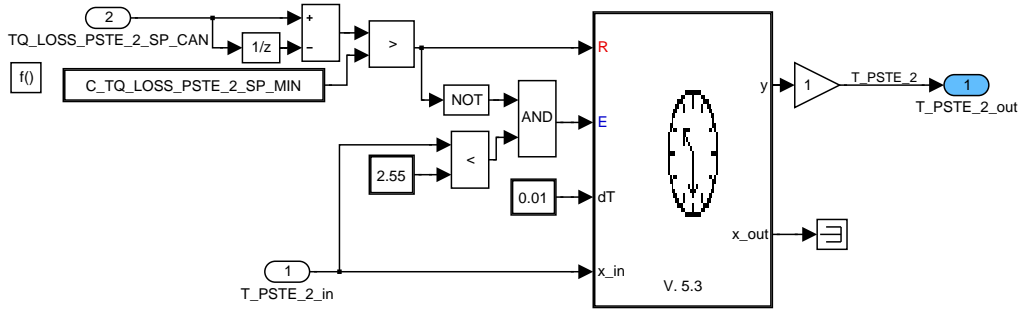 2
TQ_LOSS_PSTE_2_SP_CAN
+
−
1/z
>
f()
C_TQ_LOSS_PSTE_2_SP_MIN
R
NOT
AND
E
<
2.55
0.01
dT
y
1
T_PSTE_2
1
T_PSTE_2_out
x_out
1
T_PSTE_2_in
x_in
V. 5.3